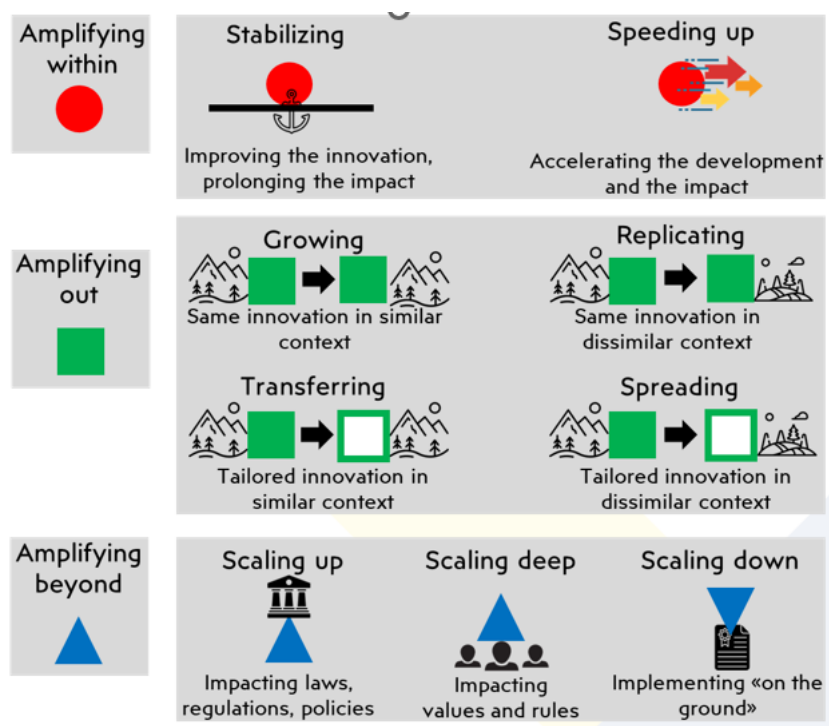 Amplifying
within
Stabilizing
Improving the innovation,
prolonging the impact
Speeding up
Accelerating the development
and the impact
Amplifying
out
Growing
Same innovation in similar
context
Replicating
Same innovation in
dissimilar context
Transferring
Tailored innovation in
similar context
Spreading
Tailored innovation in
dissimilar context
Amplifying
beyond
Scaling up
Impacting laws,
regulations, policies
Scaling deep
Impacting
values and rules
Scaling down
Implementing «on the
ground»